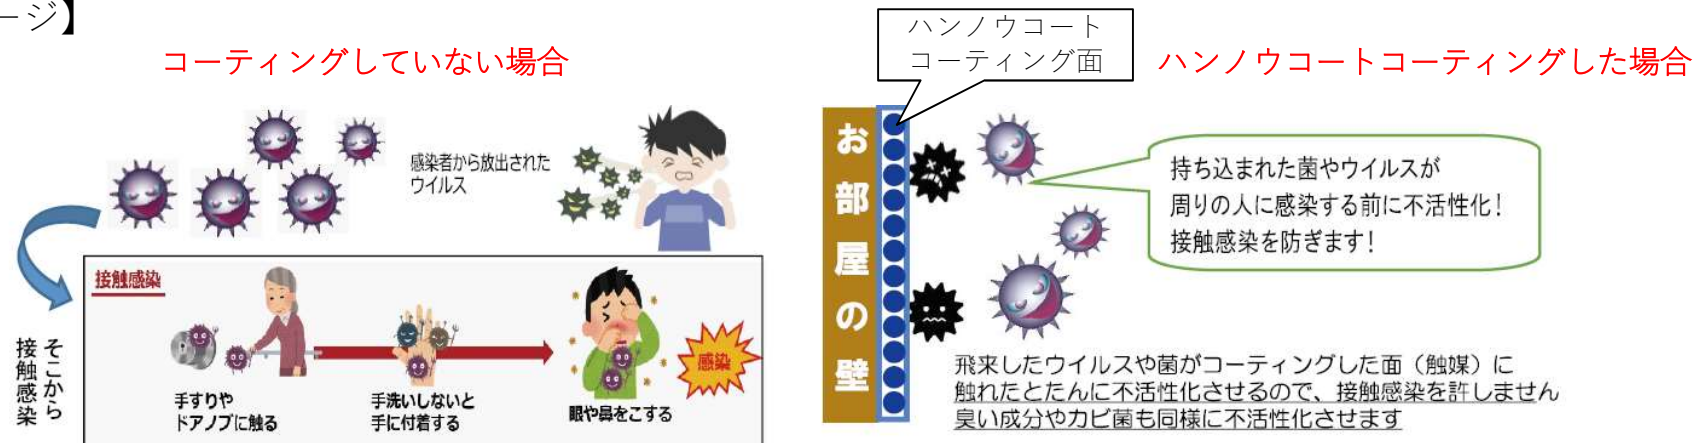 ージ】
コーティングしていない場合
感染者から放出された
ウイルス
そこから
接触感染
接触感染
手すりや
ドアノブに触る
手洗いしないと
手に付着する
眼や鼻をこする
感染
ハンノウコート
コーティング面
ハンノウコートコーティングした場合
お部屋の壁
持ち込まれた菌やウイルスが
周りの人に感染する前に不活性化！
接触感染を防ぎます！
飛来したウイルスや菌がコーティングした面（触媒）に
触れたとたんに不活性化させるので、接触感染を許しません
臭い成分やカビ菌も同様に不活性化させます